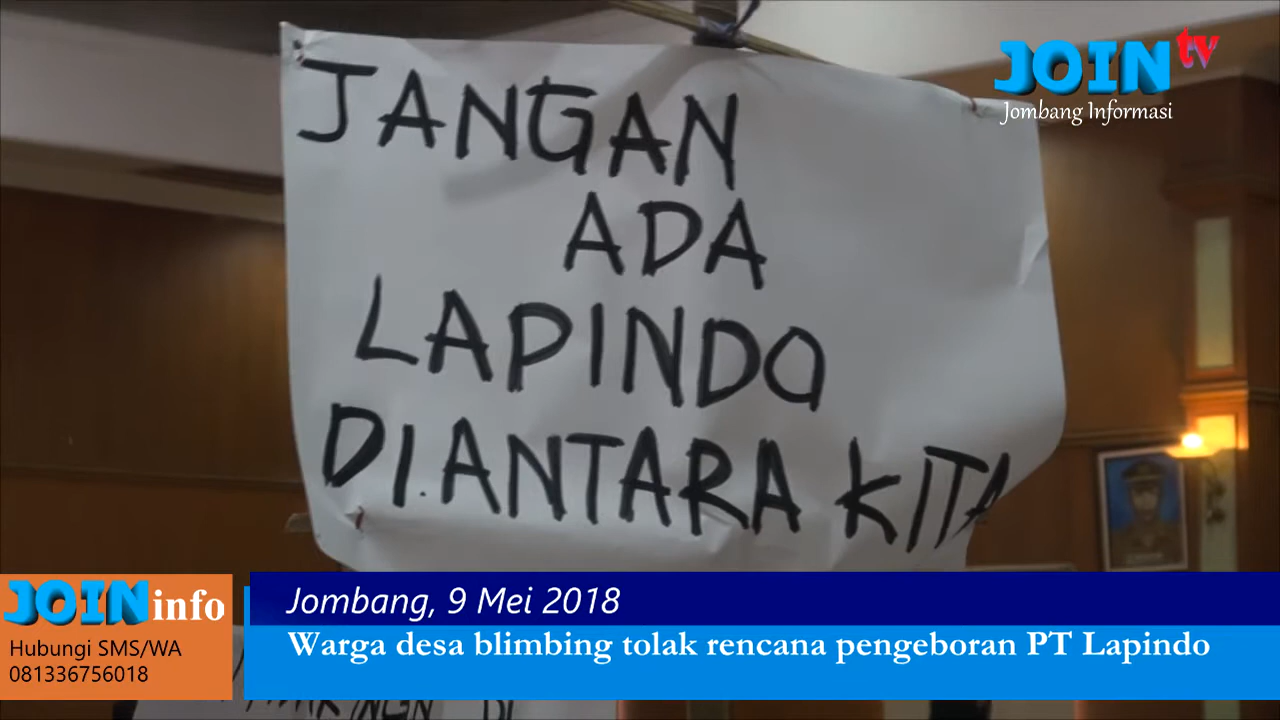 JOIN tv
Jombang Informasi
JANGAN
ADA
LAPINDO
DI.ANTARA KITA
JOIN info
Hubungi SMS/WA
081336756018
Jombang, 9 Mei 2018
Warga desa blimbing tolak rencana pengeboran PT Lapindo